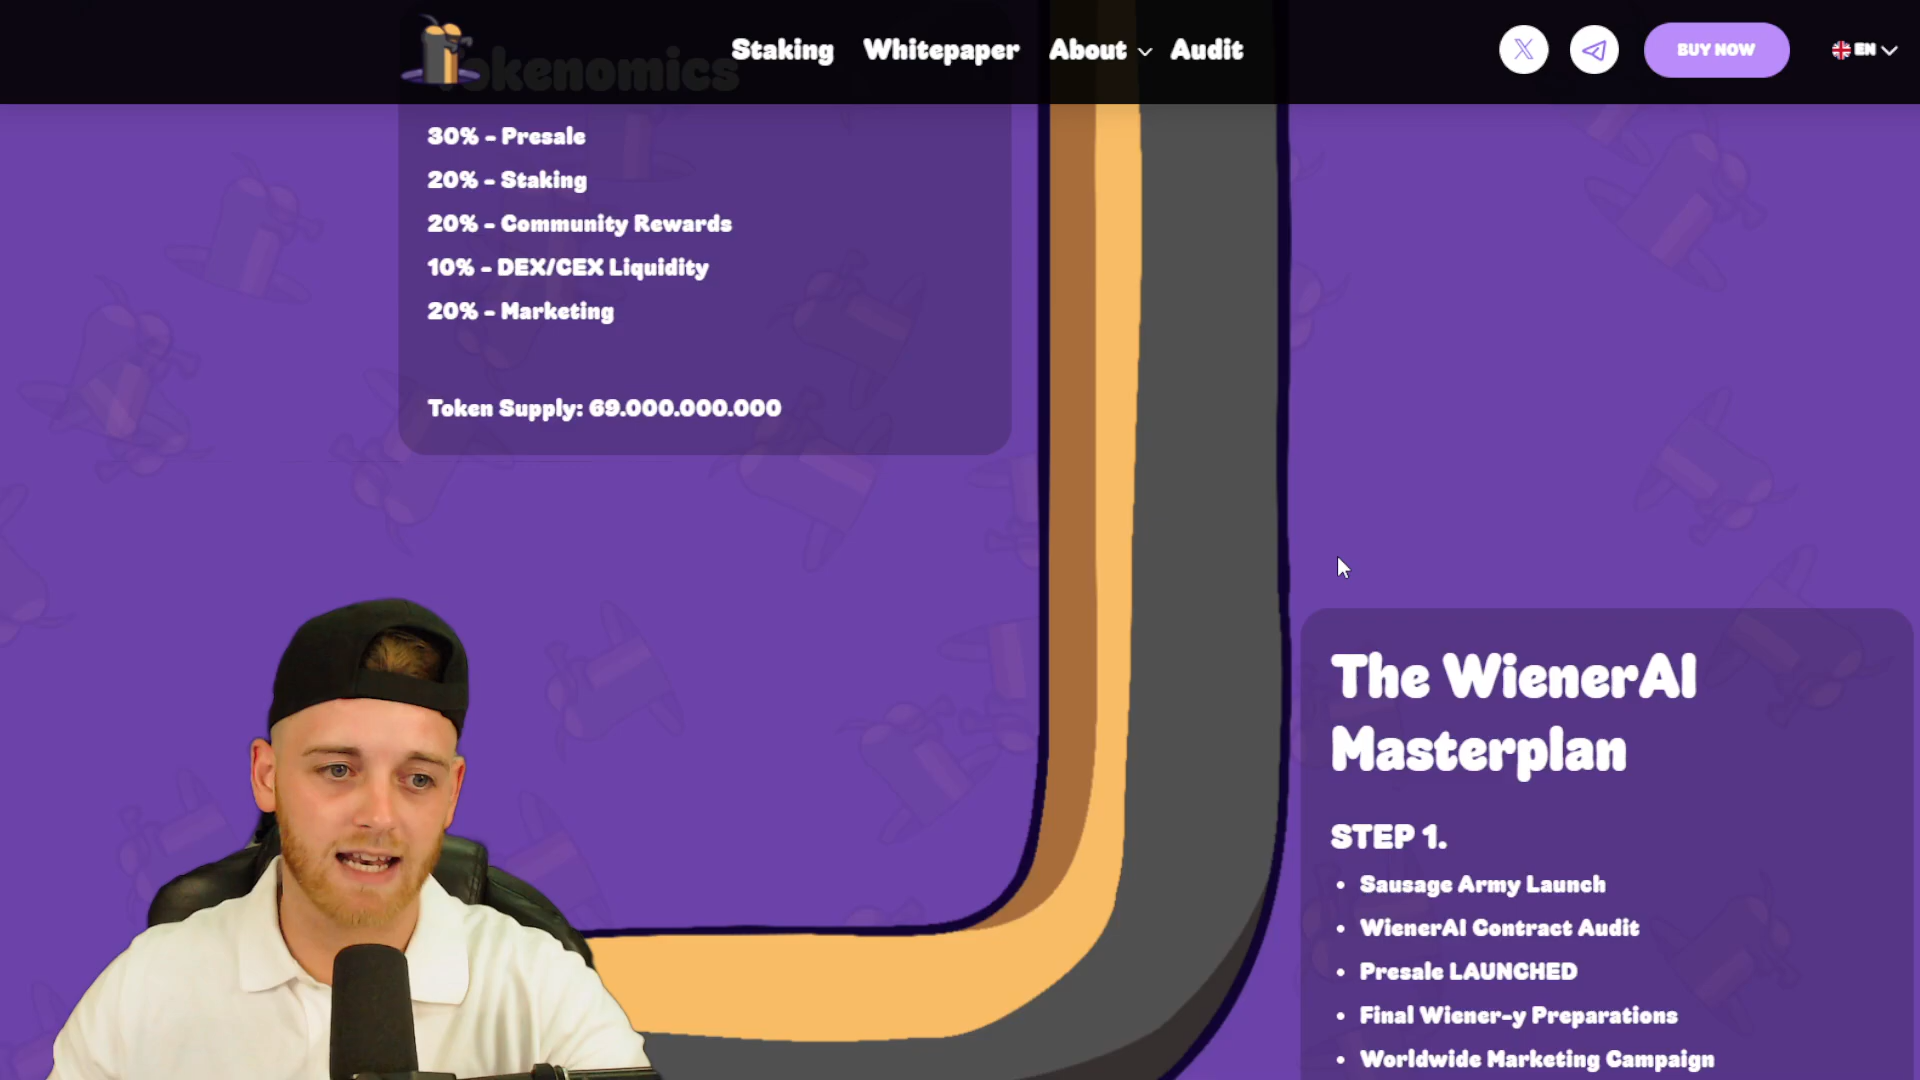 Staking
Whitepaper
About
Audit
BUY NOW
EN
Tokenomics
30% - Presale
20% - Staking
20% - Community Rewards
10% - DEX/CEX Liquidity
20% - Marketing
Token Supply: 69.000.000.000
The WienerAI
Masterplan
STEP 1.
• Sausage Army Launch
• WienerAI Contract Audit
• Presale LAUNCHED
• Final Wiener-y Preparations
• Worldwide Marketing Campaign